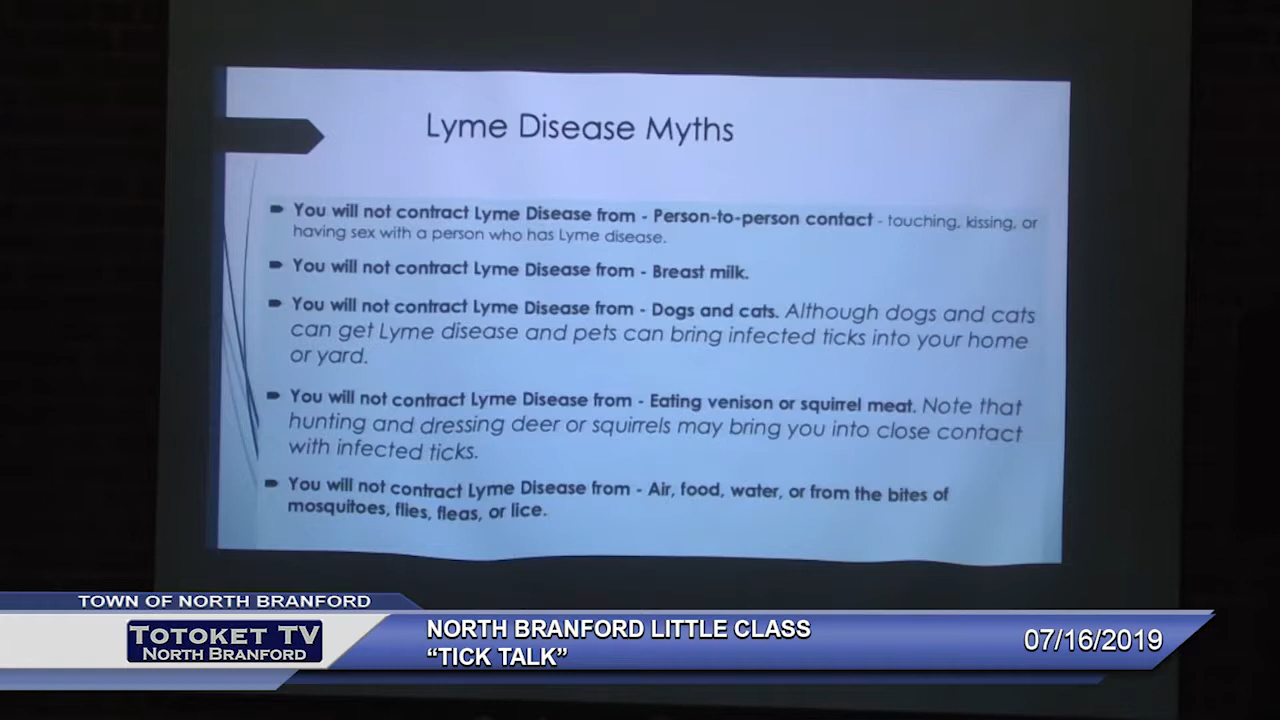 Lyme Disease Myths
You will not contract Lyme Disease from - Person-to-person contact - touching, kissing, or
having sex with a person who has Lyme disease.
You will not contract Lyme Disease from - Breast milk.
You will not contract Lyme Disease from - Dogs and cats. Although dogs and cats
can get Lyme disease and pets can bring infected ticks into your home
or yard.
You will not contract Lyme Disease from - Eating venison or squirrel meat. Note that
hunting and dressing deer or squirrels may bring you into close contact
with infected ticks.
You will not contract Lyme Disease from - Air, food, water, or from the bites of
mosquitoes, flies, fleas, or lice.
TOWN OF NORTH BRANFORD
TOTOKET TV
NORTH BRANFORD
NORTH BRANFORD LITTLE CLASS
“TICK TALK”
07/16/2019